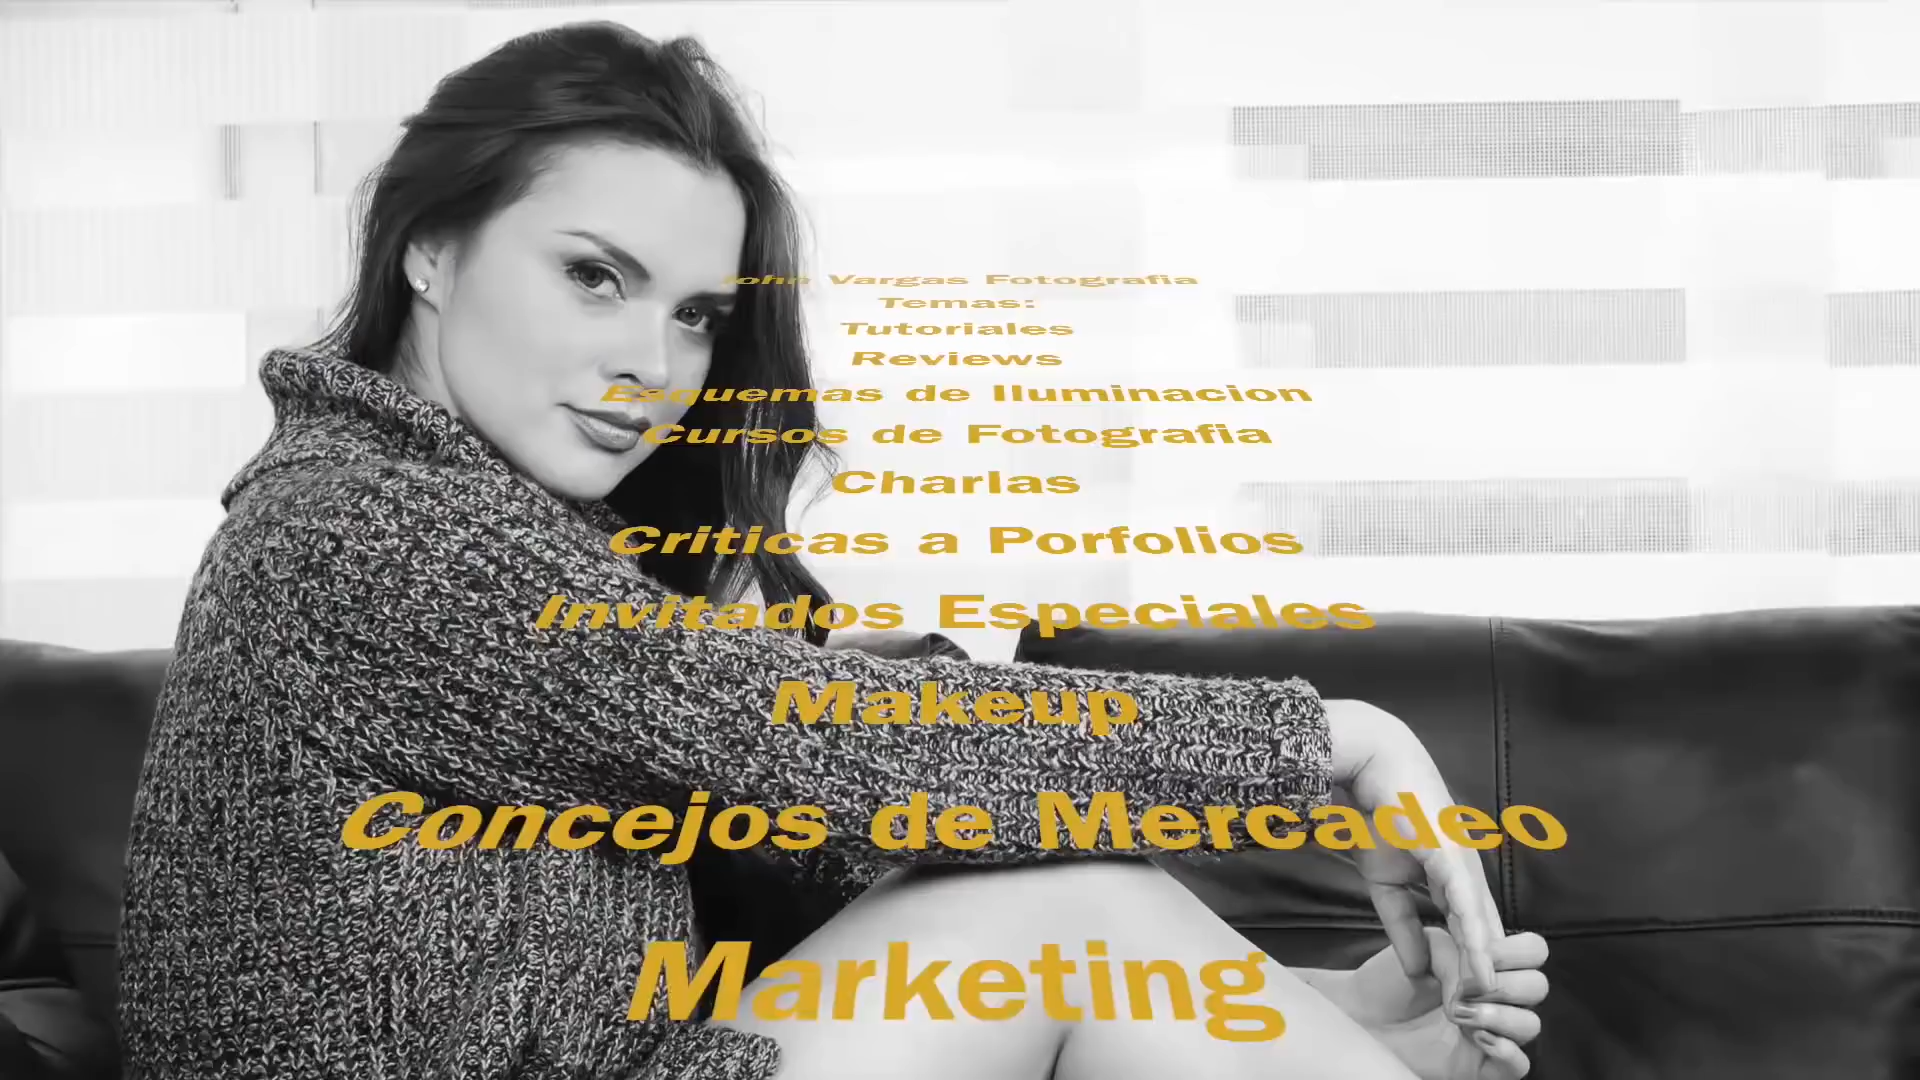 John Vargas Fotografia
Temas:
Tutoriales
Reviews
Esquemas de Iluminacion
Cursos de Fotografia
Charlas
Criticas a Porfolios
Invitados Especiales
Makeup
Concejos de Mercadeo
Marketing